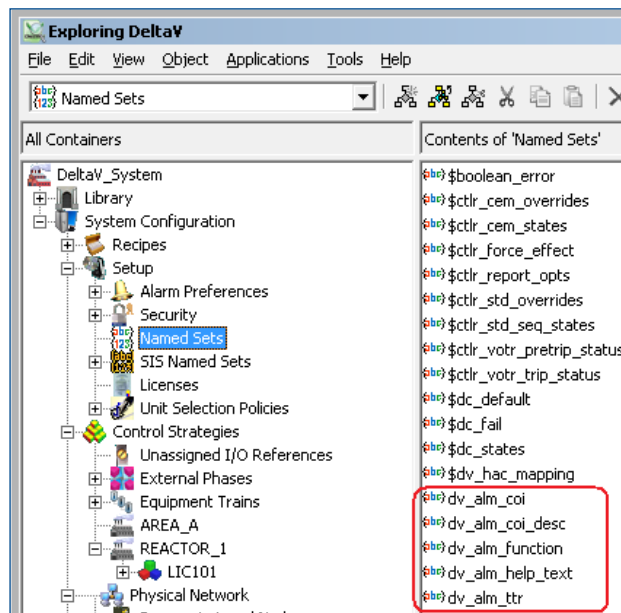 Exploring DeltaV
File Edit View Object Applications Tools Help
Named Sets
All Containers
Contents of 'Named Sets'
DeltaV_System
Library
System Configuration
Recipes
Setup
Alarm Preferences
Security
Named Sets
SIS Named Sets
Licenses
Unit Selection Policies
Control Strategies
Unassigned I/O References
External Phases
Equipment Trains
AREA_A
REACTOR_1
LIC101
Physical Network
$boolean_error
$ctlr_cem_overrides
$ctlr_cem_states
$ctlr_force_effect
$ctlr_report_opts
$ctlr_std_overrides
$ctlr_std_seq_states
$ctlr_votr_pretrip_status
$ctlr_votr_trip_status
$dc_default
$dc_fail
$dc_states
$dv_hac_mapping
dv_alm_coi
dv_alm_coi_desc
dv_alm_function
dv_alm_help_text
dv_alm_ttr